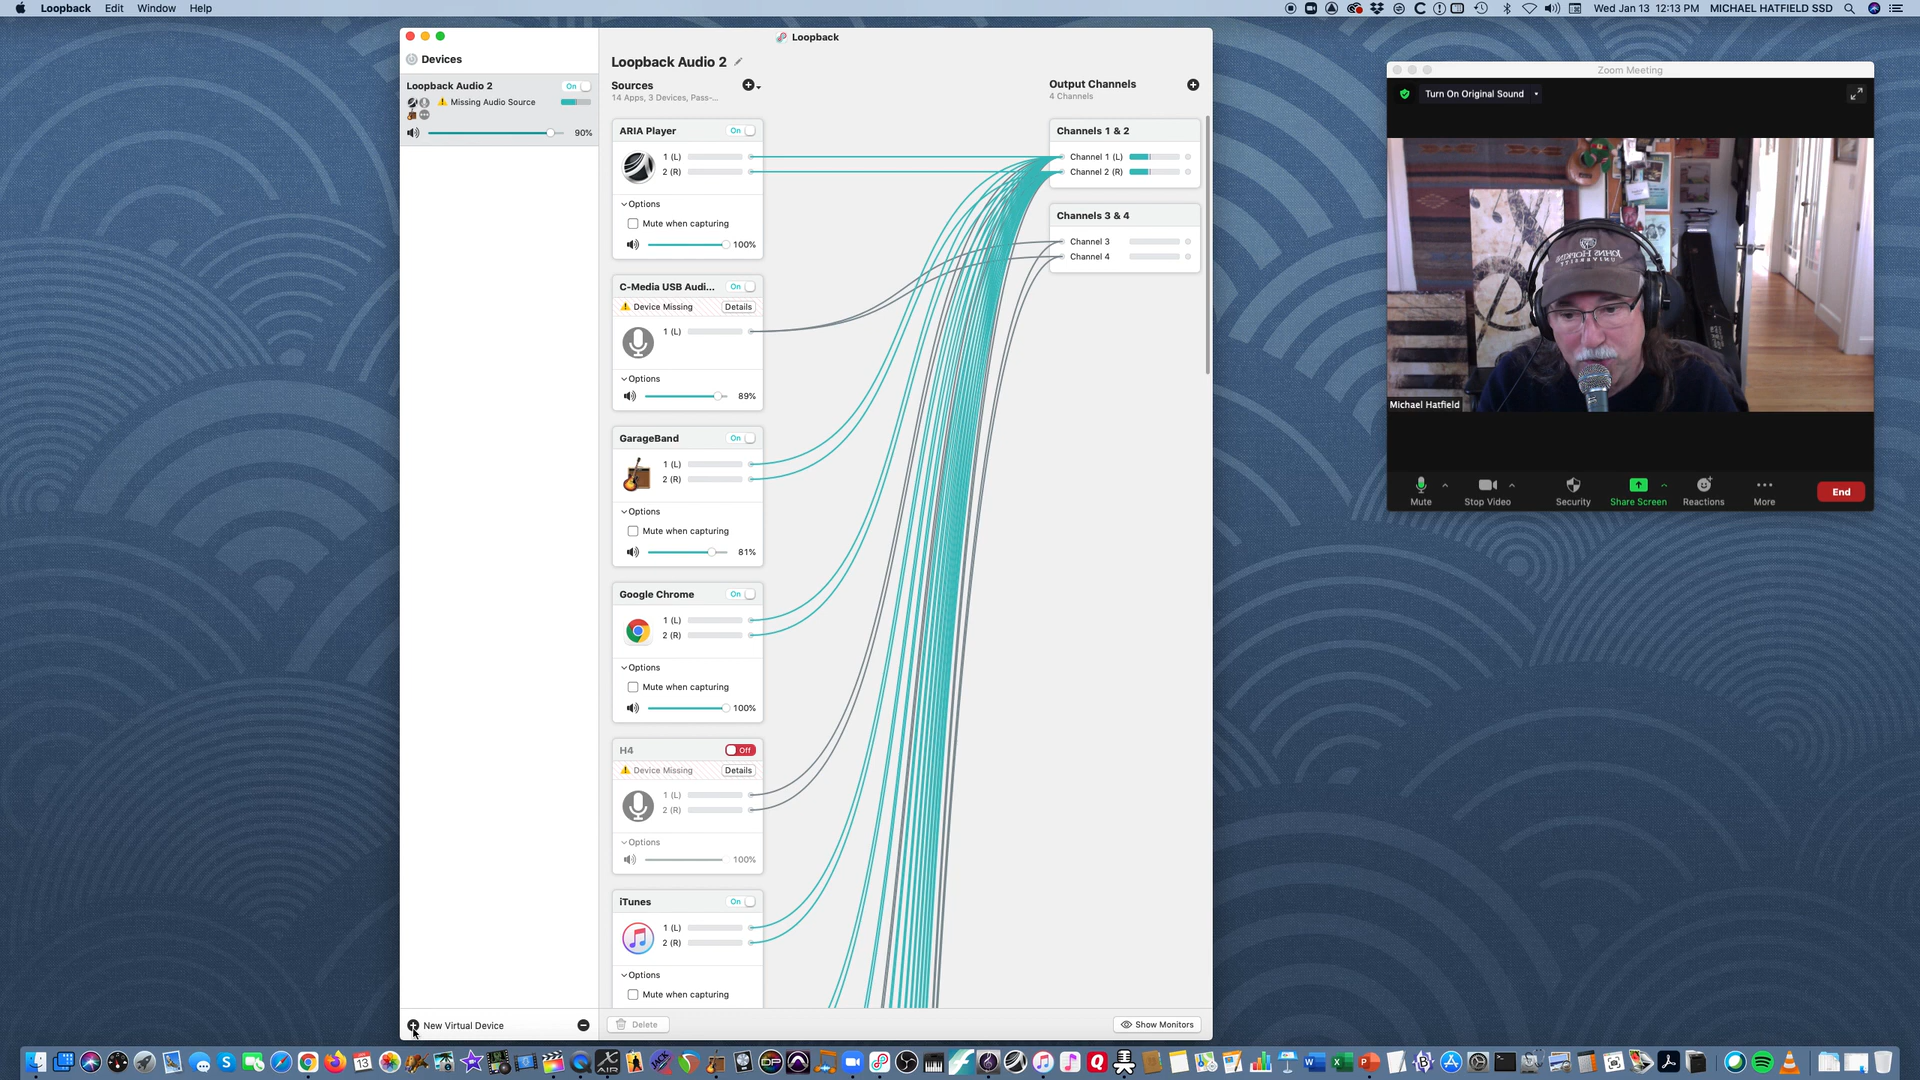 Loopback Edit Window Help
Wed Jan 13 12:13 PM MICHAEL HATFIELD SSD
Loopback
Devices
Loopback Audio 2 On
Missing Audio Source
90%
New Virtual Device
Loopback Audio 2
Sources
14 Apps, 3 Devices, Pass-...
Output Channels
4 Channels
ARIA Player On
1 (L)
2 (R)
Options
Mute when capturing
100%
C-Media USB Audi... On
Device Missing Details
1 (L)
Options
89%
GarageBand On
1 (L)
2 (R)
Options
Mute when capturing
81%
Google Chrome On
1 (L)
2 (R)
Options
Mute when capturing
100%
H4 Off
Device Missing Details
1 (L)
2 (R)
Options
100%
iTunes On
1 (L)
2 (R)
Options
Mute when capturing
Channels 1 & 2
Channel 1 (L)
Channel 2 (R)
Channels 3 & 4
Channel 3
Channel 4
Delete
Show Monitors
Zoom Meeting
Turn On Original Sound
JOHNS HOPKINS
UNIVERSITY
Michael Hatfield
Mute Stop Video Security Share Screen Reactions More End